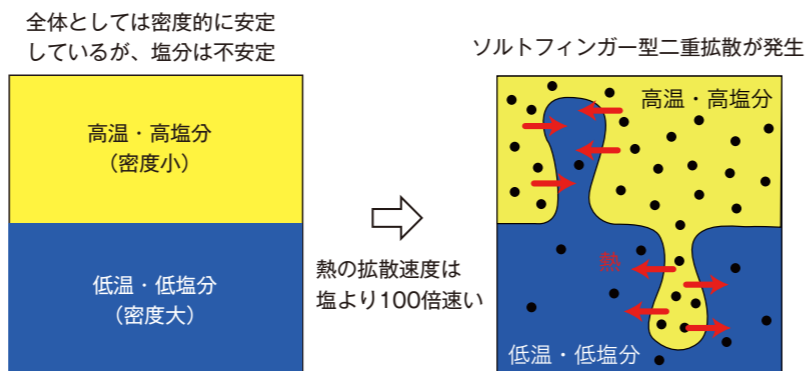 全体としては密度的に安定
しているが、塩分は不安定
高温・高塩分
（密度小）
低温・低塩分
（密度大）
熱の拡散速度は
塩より100倍速い
ソルトフィンガー型二重拡散が発生
高温・高塩分
熱
低温・低塩分